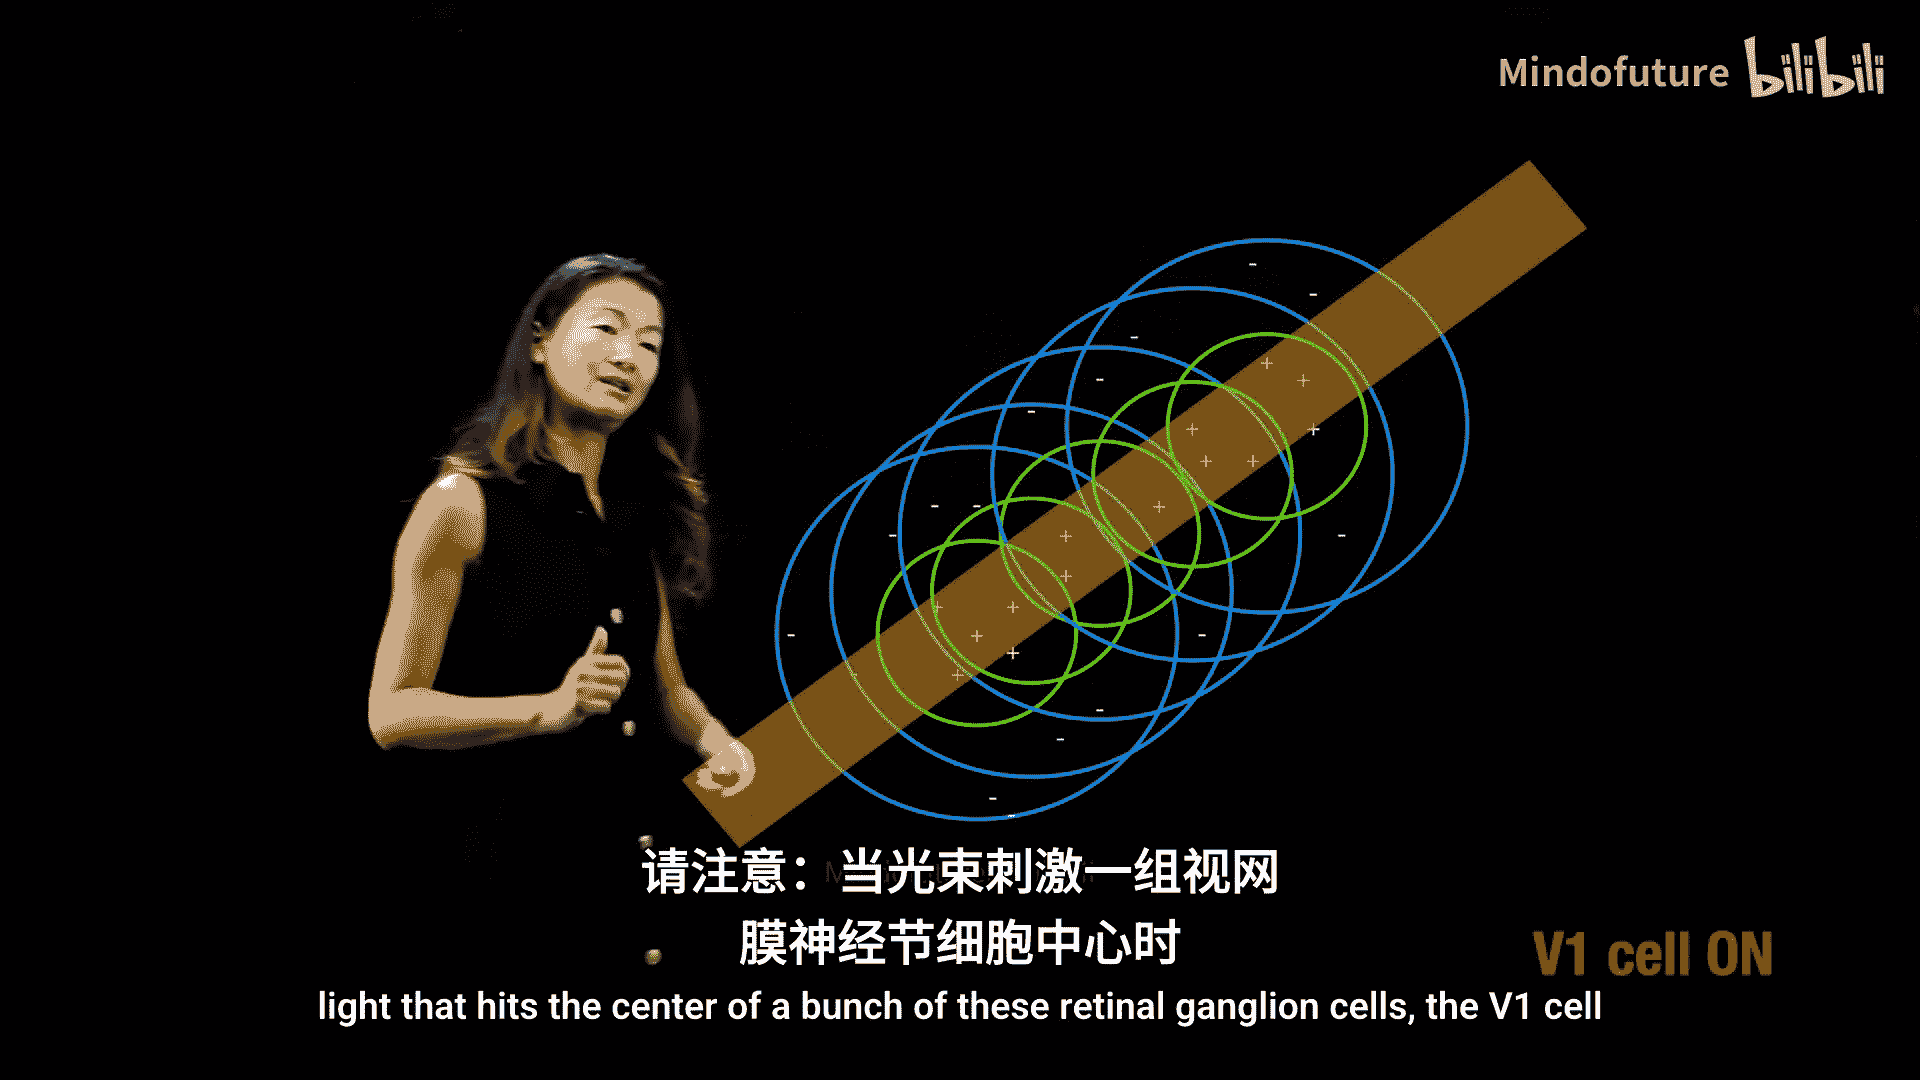 Mindofuture bilibili
请注意：当光束刺激一组视网
膜神经节细胞中心时
V1 cell ON
light that hits the center of a bunch of these retinal ganglion cells, the V1 cell